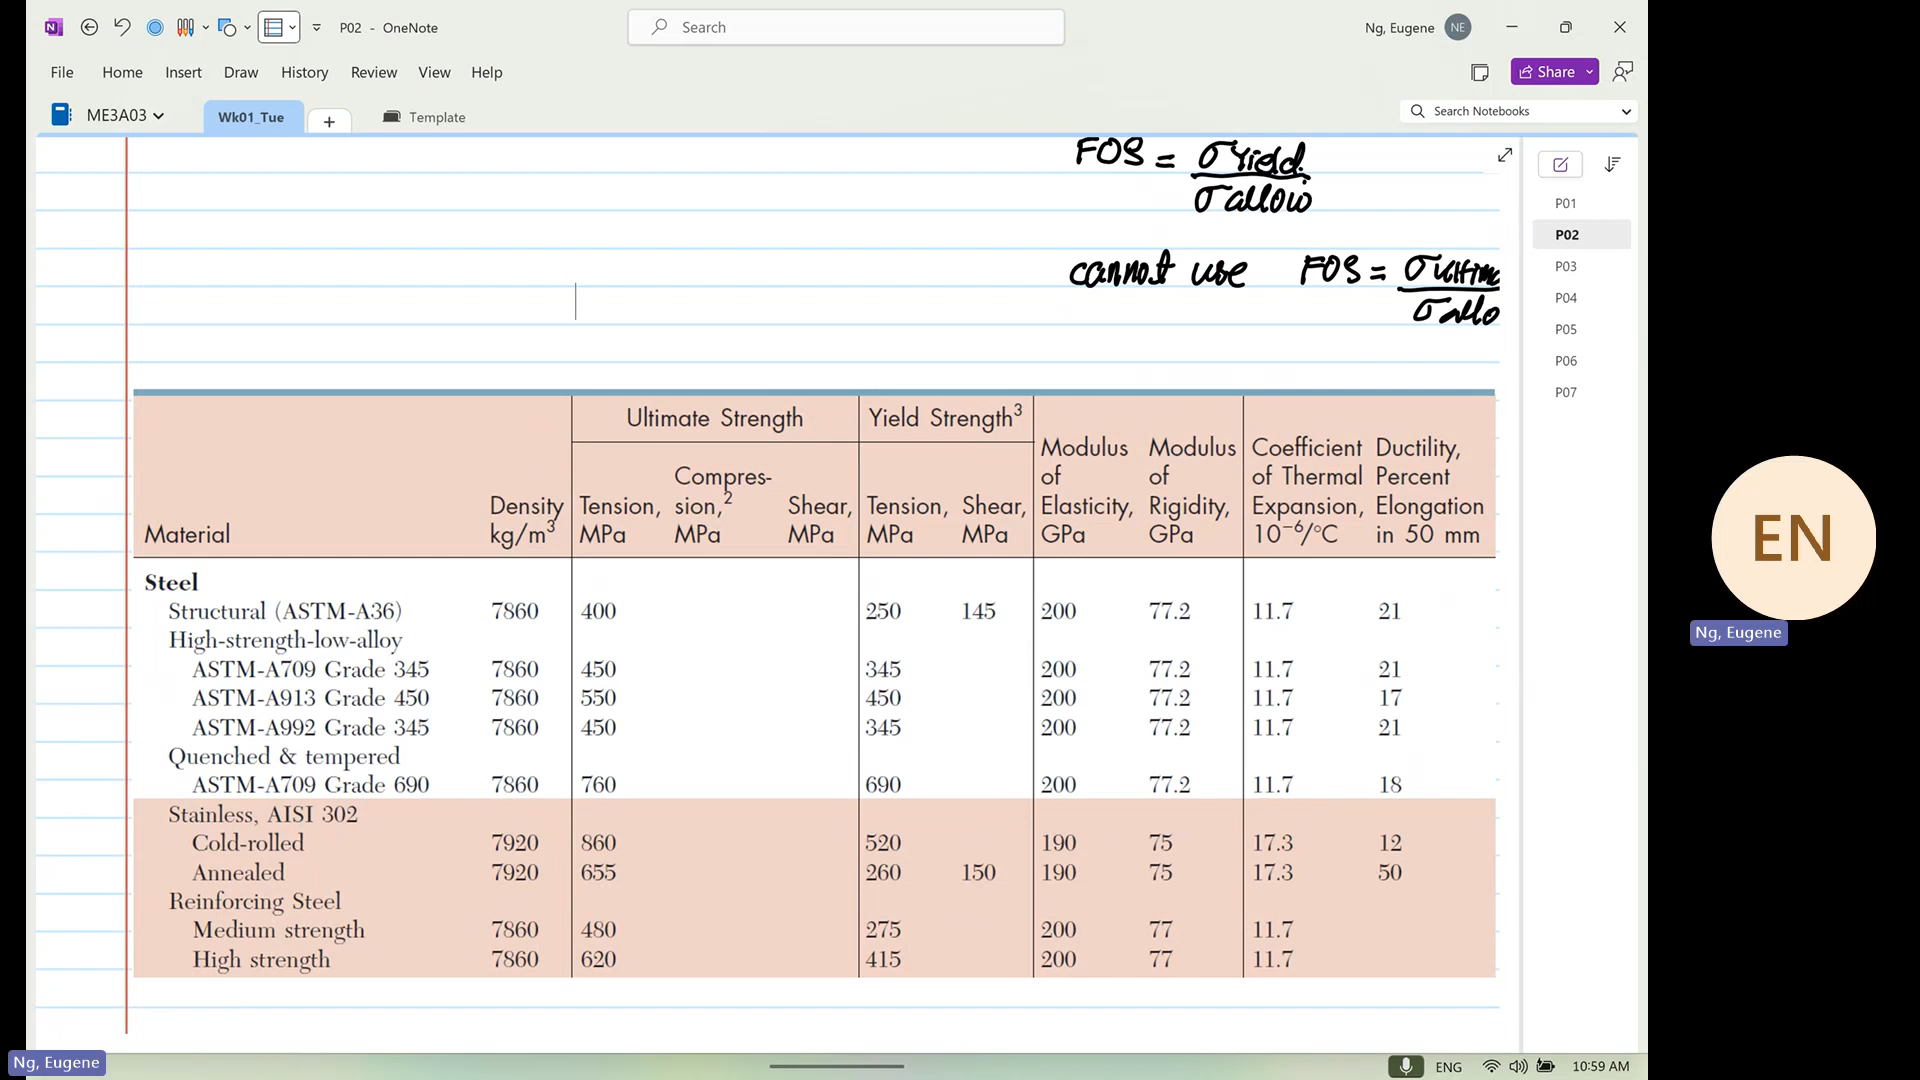 P02 - OneNote
Search
Ng, Eugene NE
File Home Insert Draw History Review View Help
Share
ME3A03
Wk01_Tue
+
Template
Search Notebooks
FOS = σyield
σallow
cannot use FOS = σultim
σallo
P01
P02
P03
P04
P05
P06
P07
Ultimate Strength Yield Strength³
Modulus Modulus Coefficient Ductility,
Compres- of of of Thermal Percent
Density Tension, sion,² Shear, Tension, Shear, Elasticity, Rigidity, Expansion, Elongation
Material kg/m³ MPa MPa MPa MPa MPa GPa GPa 10⁻⁶/°C in 50 mm
Steel
Structural (ASTM-A36) 7860 400 250 145 200 77.2 11.7 21
High-strength-low-alloy
ASTM-A709 Grade 345 7860 450 345 200 77.2 11.7 21
ASTM-A913 Grade 450 7860 550 450 200 77.2 11.7 17
ASTM-A992 Grade 345 7860 450 345 200 77.2 11.7 21
Quenched & tempered
ASTM-A709 Grade 690 7860 760 690 200 77.2 11.7 18
Stainless, AISI 302
Cold-rolled 7920 860 520 190 75 17.3 12
Annealed 7920 655 260 150 190 75 17.3 50
Reinforcing Steel
Medium strength 7860 480 275 200 77 11.7
High strength 7860 620 415 200 77 11.7
EN
Ng, Eugene
Ng, Eugene
ENG 10:59 AM